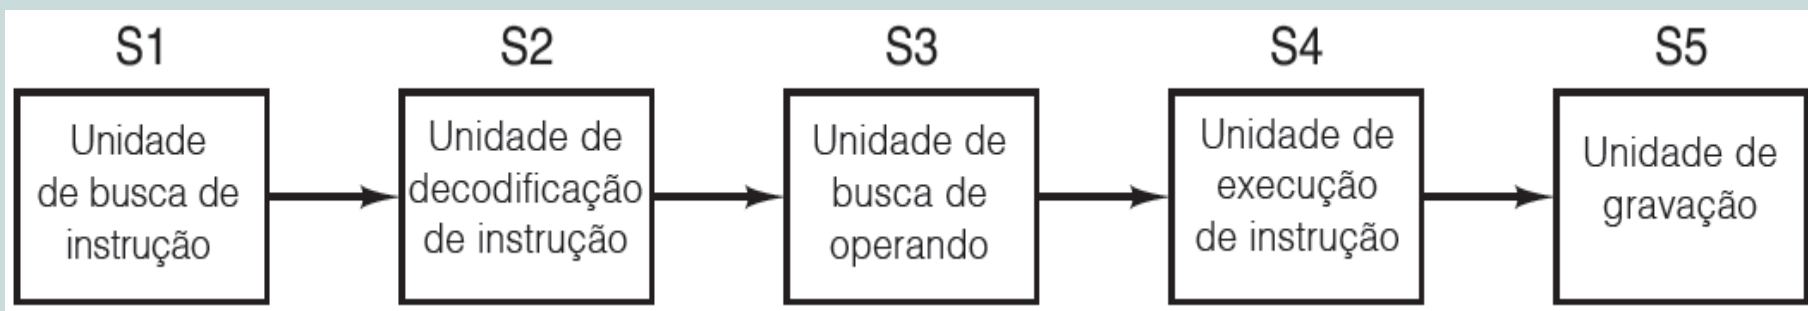 S1
S2
S3
S4
S5
Unidade
de busca de
instrução
Unidade de
decodificação
de instrução
Unidade de
busca de
operando
Unidade de
execução
de instrução
Unidade de
gravação